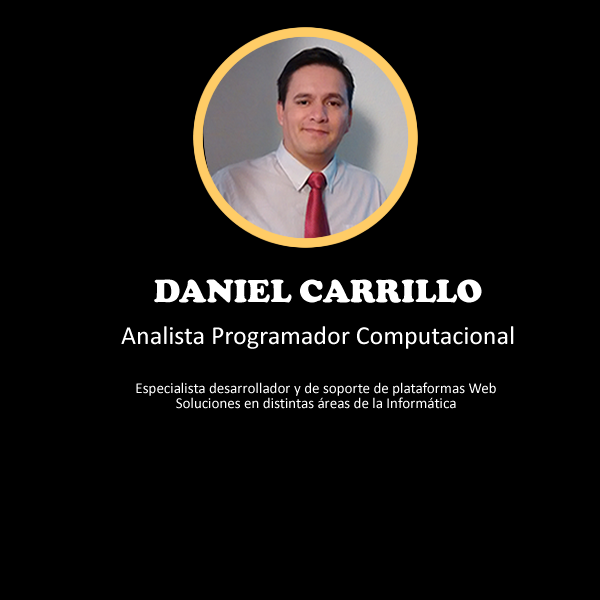 DANIEL CARRILLO
Analista Programador Computacional
Especialista desarrollador y de soporte de plataformas Web
Soluciones en distintas áreas de la Informática